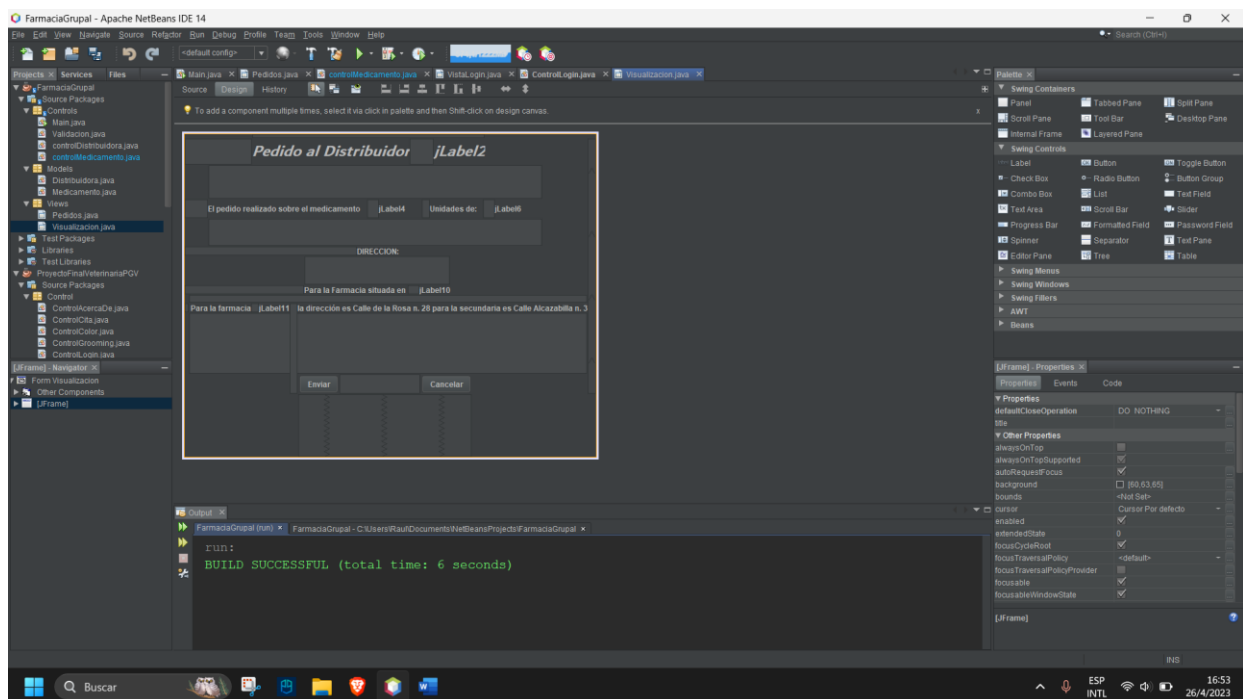 FarmaciaGrupal - Apache NetBeans IDE 14
File Edit View Navigate Source Refactor Run Debug Profile Team Tools Window Help
Search (Ctrl+I)
<default config>
Projects × Services Files
Main.java × Pedidos.java × controlMedicamento.java × VistaLogin.java × ControlLogin.java × Visualizacion.java ×
Source Design History
To add a component multiple times, select it via click in palette and then Shift-click on design canvas. x
FarmaciaGrupal
Source Packages
Controls
Main.java
Validacion.java
controlDistribuidora.java
controlMedicamento.java
Models
Distribuidora.java
Medicamento.java
Views
Pedidos.java
Visualizacion.java
Test Packages
Libraries
Test Libraries
ProyectoFinalVeterinariaPGV
Source Packages
Control
ControlAcercaDe.java
ControlCita.java
ControlColor.java
ControlGrooming.java
ControlLogin.java
[JFrame] - Navigator ×
Form Visualizacion
Other Components
[JFrame]
Pedido al Distribuidor jLabel2
El pedido realizado sobre el medicamento jLabel4 Unidades de: jLabel6
DIRECCION:
Para la Farmacia situada en jLabel10
Para la farmacia jLabel11 la dirección es Calle de la Rosa n. 28 para la secundaria es Calle Alcazabilla n. 3
Enviar Cancelar
Output ×
FarmaciaGrupal (run) × FarmaciaGrupal - C:\Users\Raul\Documents\NetBeansProjects\FarmaciaGrupal ×
run:
BUILD SUCCESSFUL (total time: 6 seconds)
Palette ×
Swing Containers
Panel Tabbed Pane Split Pane
Scroll Pane Tool Bar Desktop Pane
Internal Frame Layered Pane
Swing Controls
Label Button Toggle Button
Check Box Radio Button Button Group
Combo Box List Text Field
Text Area Scroll Bar Slider
Progress Bar Formatted Field Password Field
Spinner Separator Text Pane
Editor Pane Tree Table
Swing Menus
Swing Windows
Swing Fillers
AWT
Beans
[JFrame] - Properties ×
Properties Events Code
Properties
defaultCloseOperation DO NOTHING
title
Other Properties
alwaysOnTop
alwaysOnTopSupported
autoRequestFocus
background [60,63,65]
bounds <Not Set>
cursor Cursor Por defecto
enabled
extendedState 0
focusCycleRoot
focusTraversalPolicy <default>
focusTraversalPolicyProvider
focusable
focusableWindowState
[JFrame]
INS
Buscar
ESP
INTL
16:53
26/4/2023